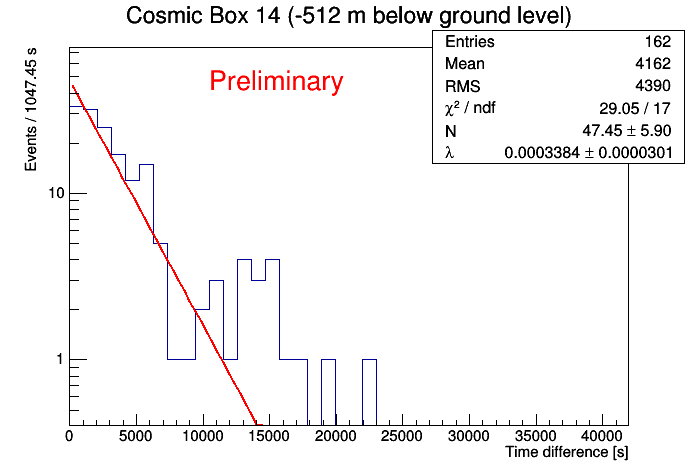 Cosmic Box 14 (-512 m below ground level)
Entries 162
Mean 4162
RMS 4390
χ² / ndf 29.05 / 17
N 47.45 ± 5.90
λ 0.0003384 ± 0.0000301
Preliminary
Events / 1047.45 s
10
1
0 5000 10000 15000 20000 25000 30000 35000 40000
Time difference [s]